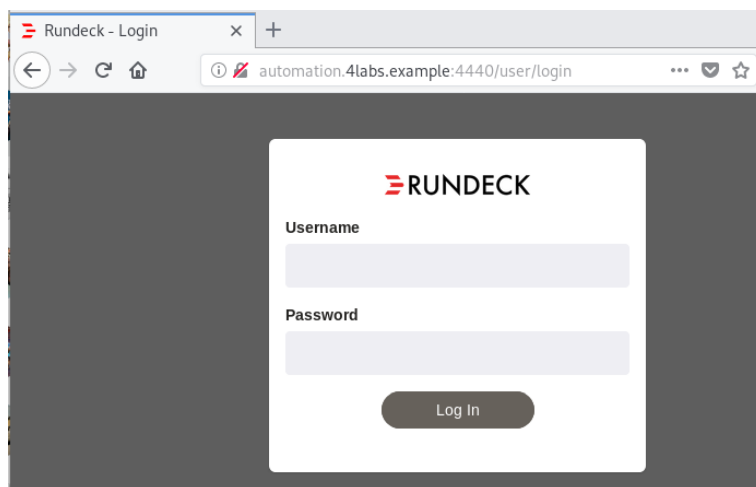 Rundeck - Login
automation.4labs.example:4440/user/login
RUNDECK
Username
Password
Log In